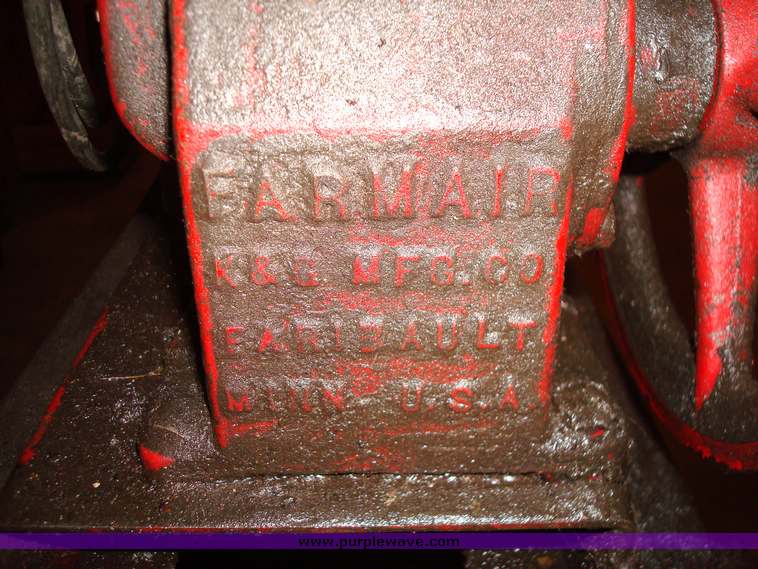 FARMAIR
K&G MFG. CO
FARIBAULT
MINN U.S.A.
www.purplewave.com